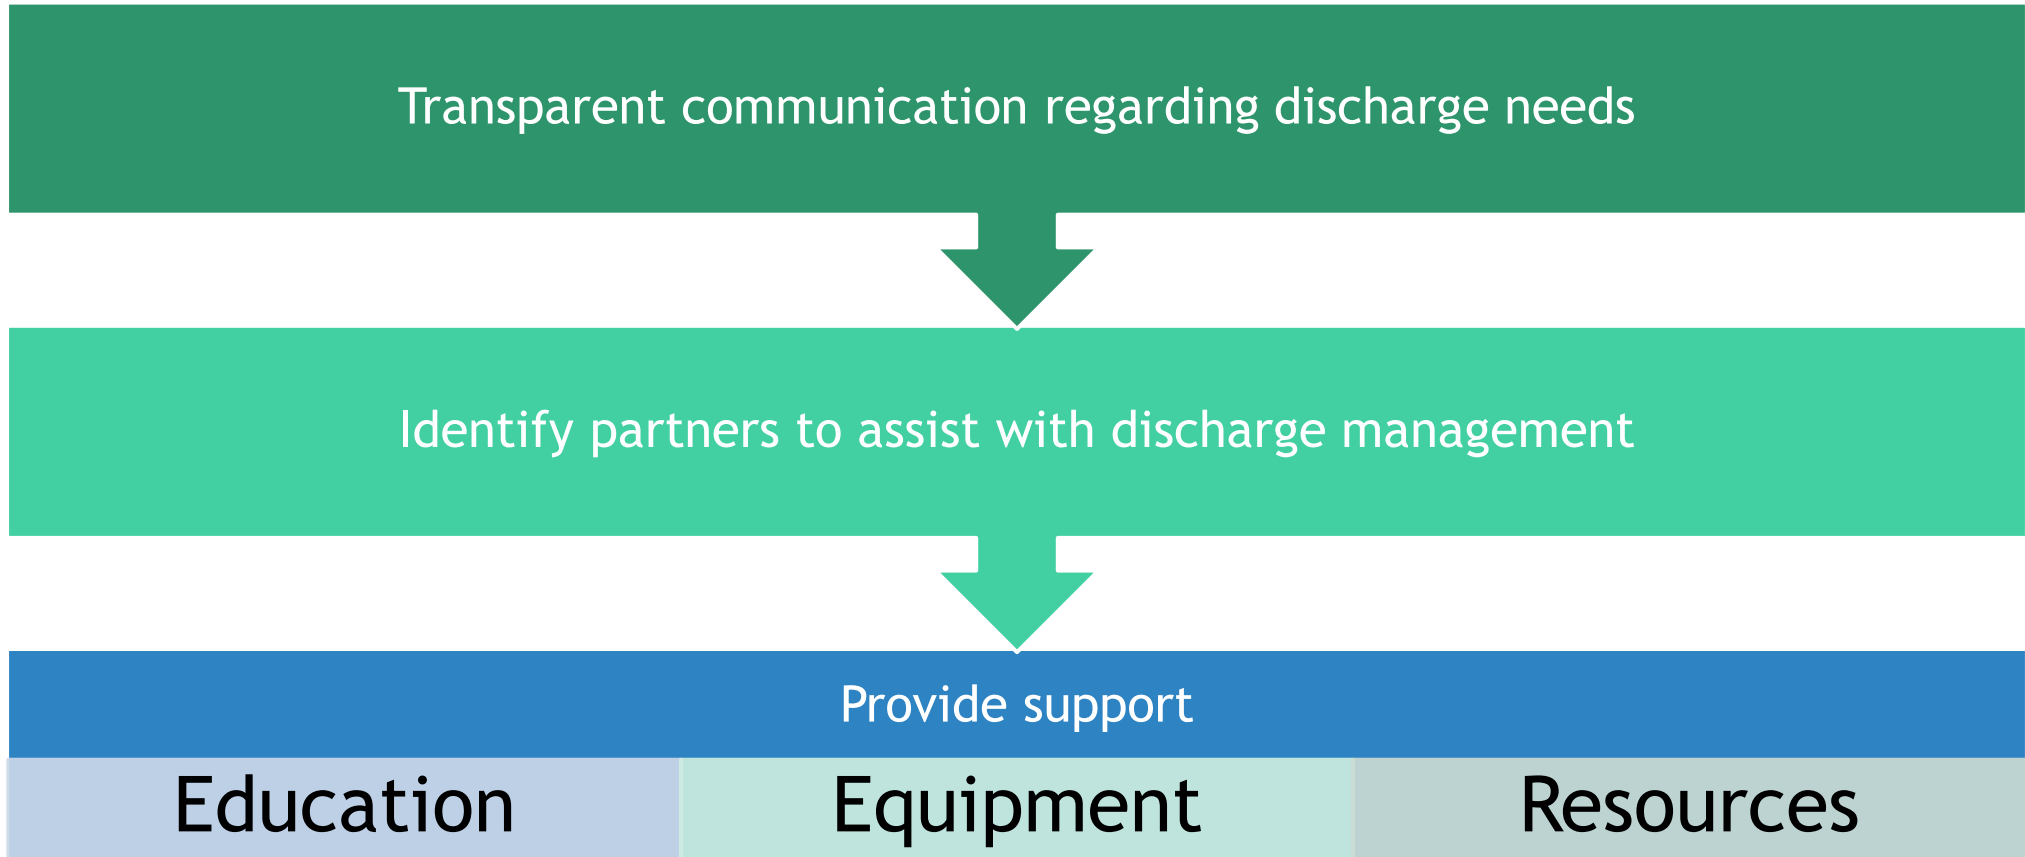 Transparent communication regarding discharge needs
Identify partners to assist with discharge management
Provide support
Education
Equipment
Resources